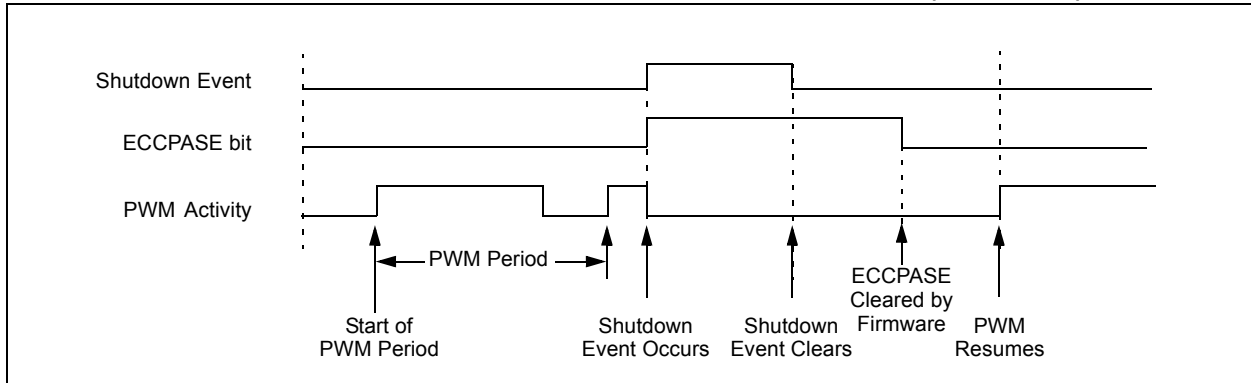 Shutdown Event
ECCPASE bit
PWM Activity
PWM Period
Start of
PWM Period
Shutdown
Event Occurs
Shutdown
Event Clears
ECCPASE
Cleared by
Firmware
PWM
Resumes